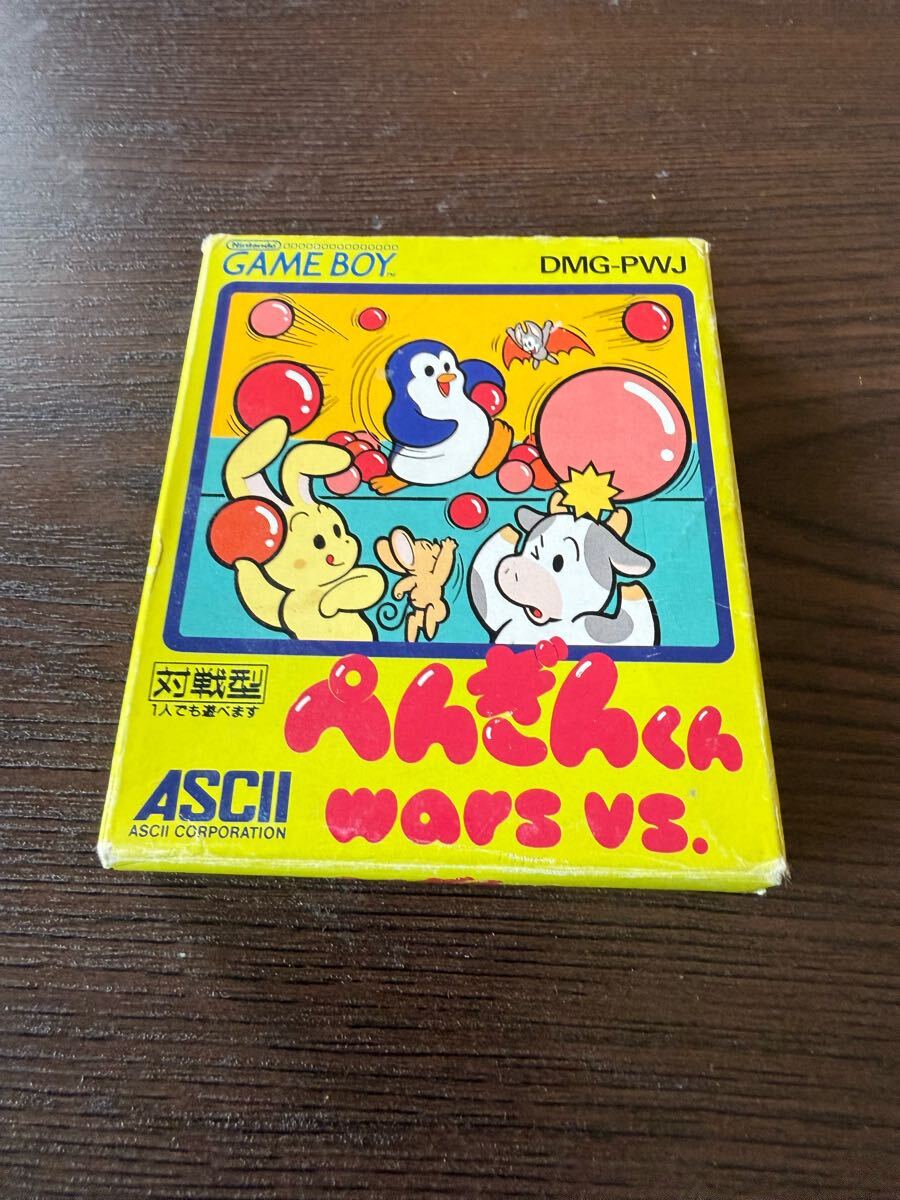 Nintendo
GAME BOY™
DMG-PWJ
対戦型
1人でも遊べます
ぺんぎんくん
wars vs.
ASCII
ASCII CORPORATION